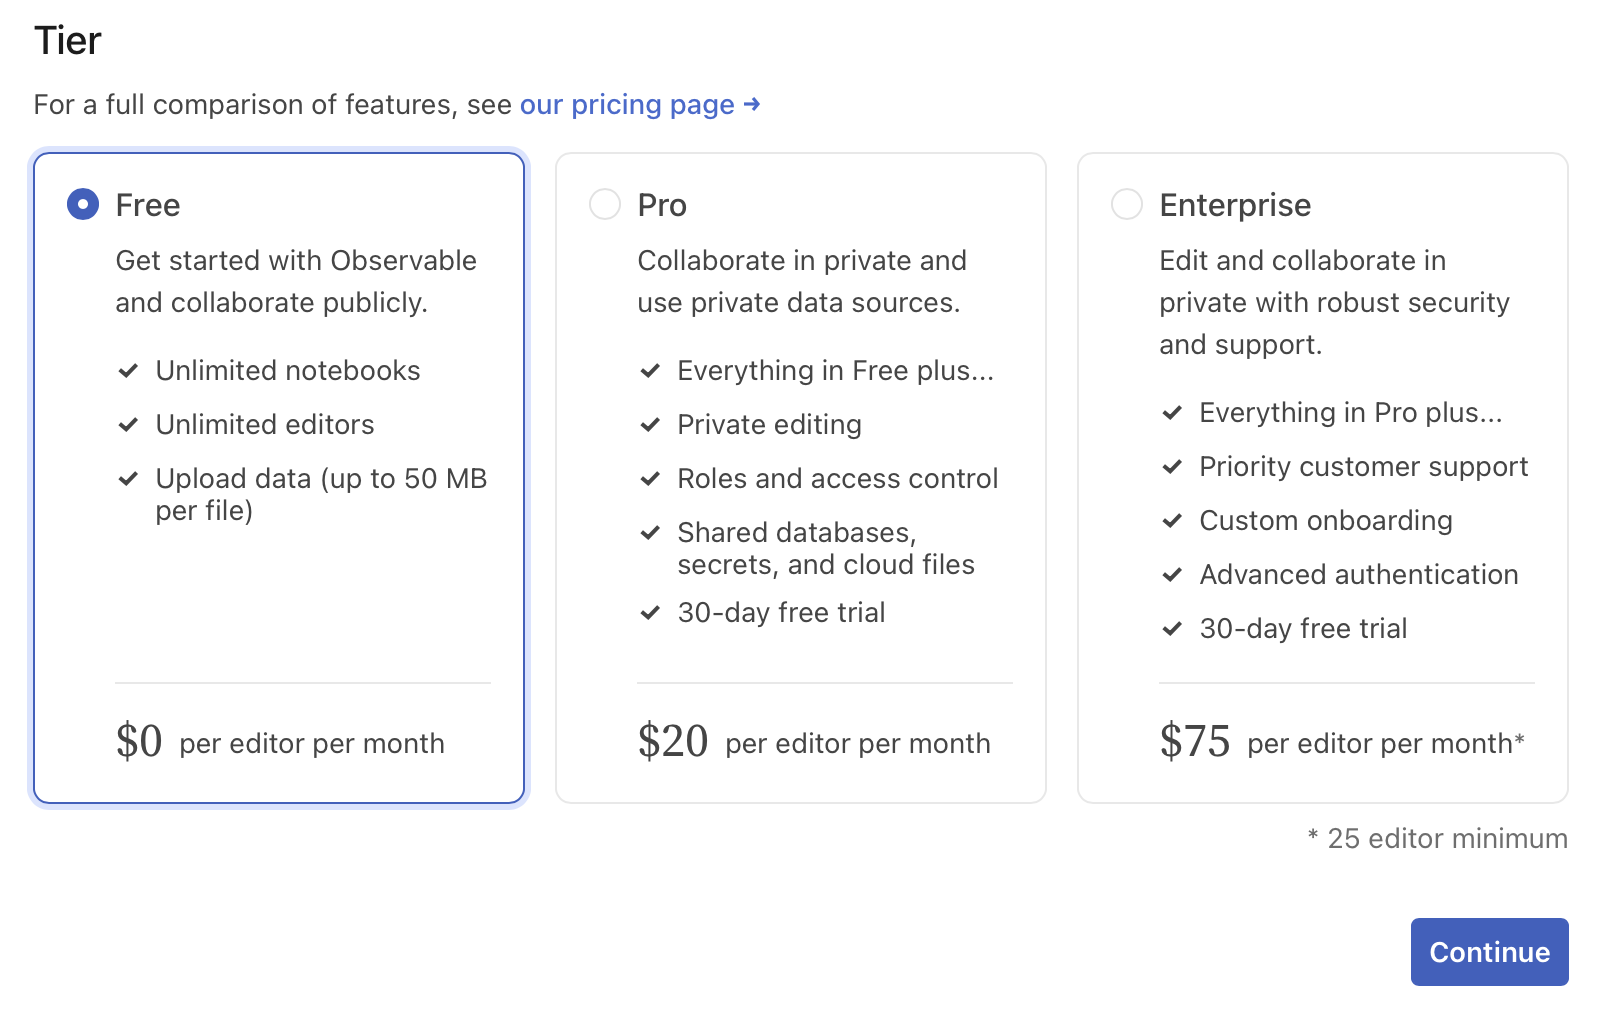 Tier
For a full comparison of features, see our pricing page →
Free
Get started with Observable
and collaborate publicly.
✓ Unlimited notebooks
✓ Unlimited editors
✓ Upload data (up to 50 MB
per file)
$0 per editor per month
Pro
Collaborate in private and
use private data sources.
✓ Everything in Free plus...
✓ Private editing
✓ Roles and access control
✓ Shared databases,
secrets, and cloud files
✓ 30-day free trial
$20 per editor per month
Enterprise
Edit and collaborate in
private with robust security
and support.
✓ Everything in Pro plus...
✓ Priority customer support
✓ Custom onboarding
✓ Advanced authentication
✓ 30-day free trial
$75 per editor per month*
* 25 editor minimum
Continue